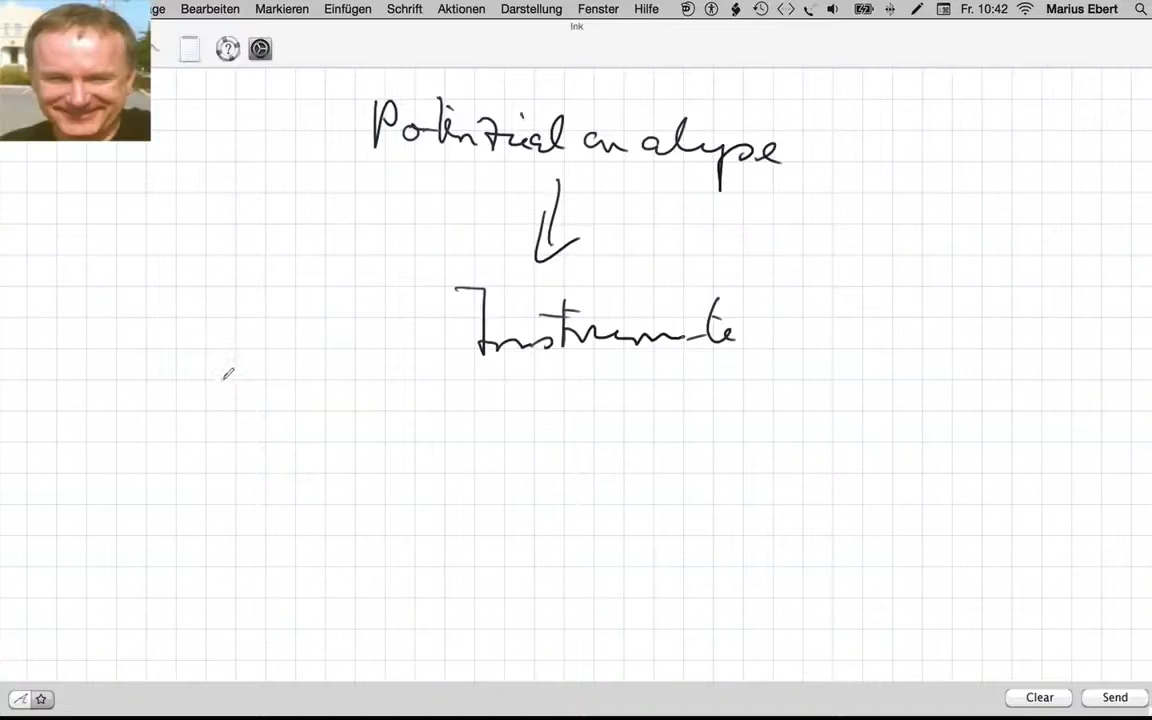 ge Bearbeiten Markieren Einfügen Schrift Aktionen Darstellung Fenster Hilfe Fr. 10:42 Marius Ebert
Ink
Potentialanalyse
Instrumente
Clear Send